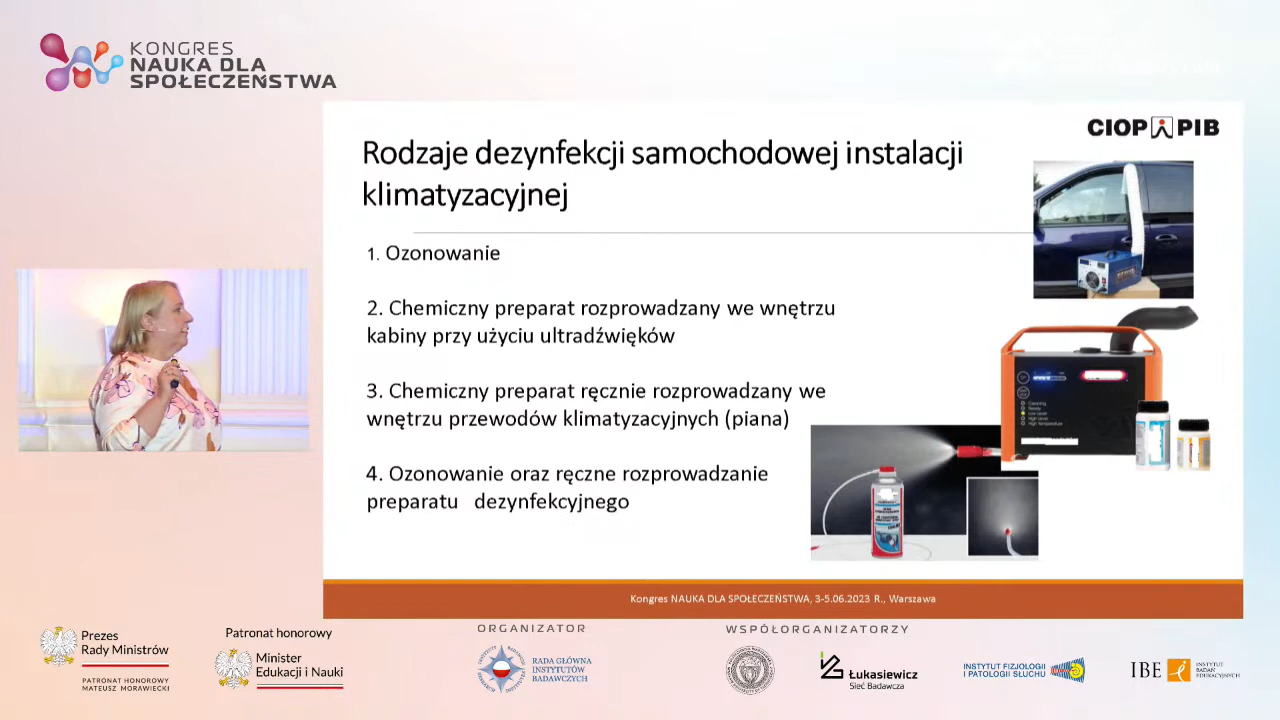 KONGRES
NAUKA DLA
SPOŁECZEŃSTWA
CIOP PIB
Rodzaje dezynfekcji samochodowej instalacji
klimatyzacyjnej
1. Ozonowanie
2. Chemiczny preparat rozprowadzany we wnętrzu
kabiny przy użyciu ultradźwięków
3. Chemiczny preparat ręcznie rozprowadzany we
wnętrzu przewodów klimatyzacyjnych (piana)
4. Ozonowanie oraz ręczne rozprowadzanie
preparatu dezynfekcyjnego
Kongres NAUKA DLA SPOŁECZEŃSTWA, 3-5.06.2023 R., Warszawa
Prezes
Rady Ministrów
PATRONAT HONOROWY
MATEUSZ MORAWIECKI
Patronat honorowy
Minister
Edukacji i Nauki
ORGANIZATOR
RADA GŁÓWNA
INSTYTUTÓW
BADAWCZYCH
WSPÓŁORGANIZATORZY
Łukasiewicz
Sieć Badawcza
INSTYTUT FIZJOLOGII
I PATOLOGII SŁUCHU
IBE
INSTYTUT
BADAŃ
EDUKACYJNYCH